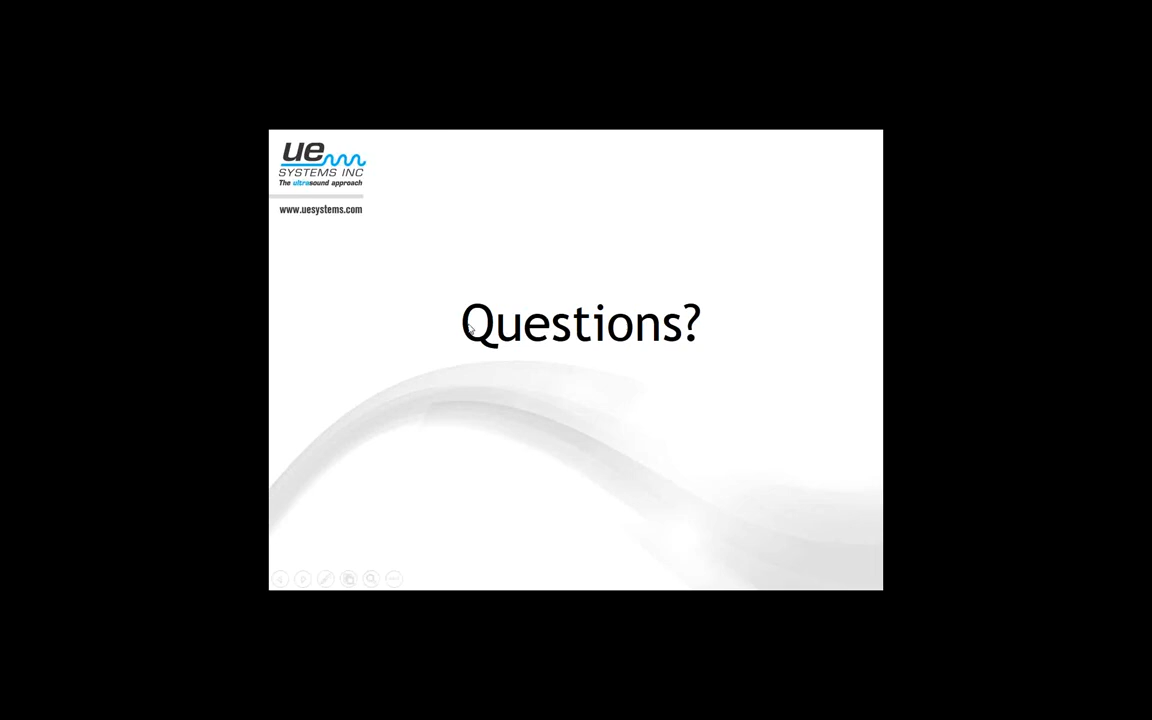 ue
SYSTEMS INC
The ultrasound approach
www.uesystems.com
Questions?